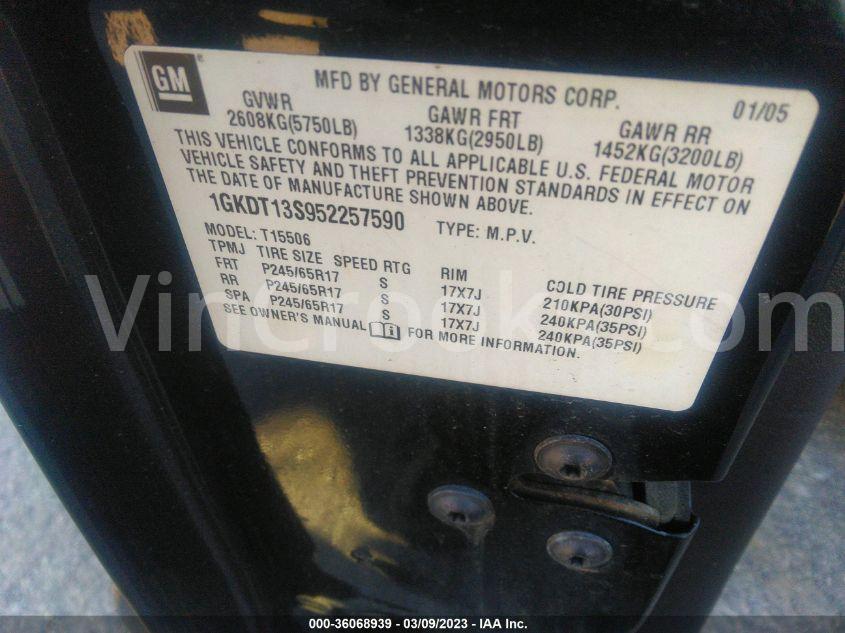 GM
MFD BY GENERAL MOTORS CORP. 01/05
GVWR GAWR FRT GAWR RR
2608KG(5750LB) 1338KG(2950LB) 1452KG(3200LB)
THIS VEHICLE CONFORMS TO ALL APPLICABLE U.S. FEDERAL MOTOR
VEHICLE SAFETY AND THEFT PREVENTION STANDARDS IN EFFECT ON
THE DATE OF MANUFACTURE SHOWN ABOVE.
1GKDT13S952257590 TYPE: M.P.V.
MODEL: T15506
TPMJ TIRE SIZE SPEED RTG RIM COLD TIRE PRESSURE
FRT P245/65R17 S 17X7J 210KPA(30PSI)
RR P245/65R17 S 17X7J 240KPA(35PSI)
SPA P245/65R17 S 17X7J 240KPA(35PSI)
SEE OWNER'S MANUAL FOR MORE INFORMATION.
000-36068939 - 03/09/2023 - IAA Inc.